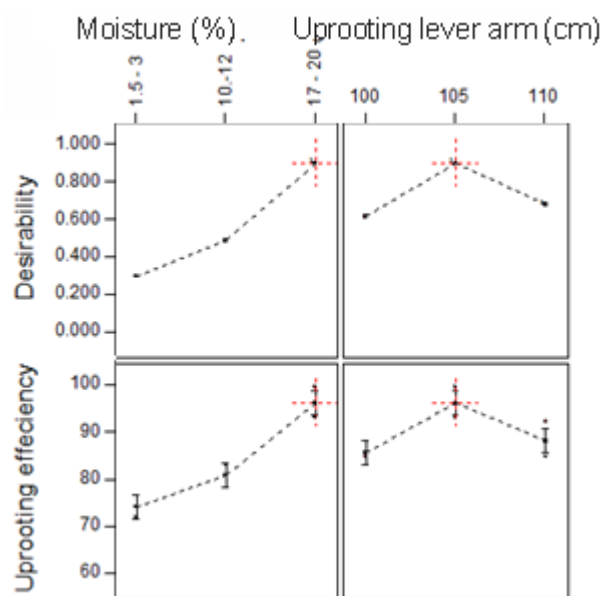 Moisture (%) Uprooting lever arm (cm)
1.5 - 3 10.-12 17 - 20 100 105 110
Desirability
1.000
0.800
0.600
0.400
0.200
0.000
Uprooting effeciency
100
90
80
70
60